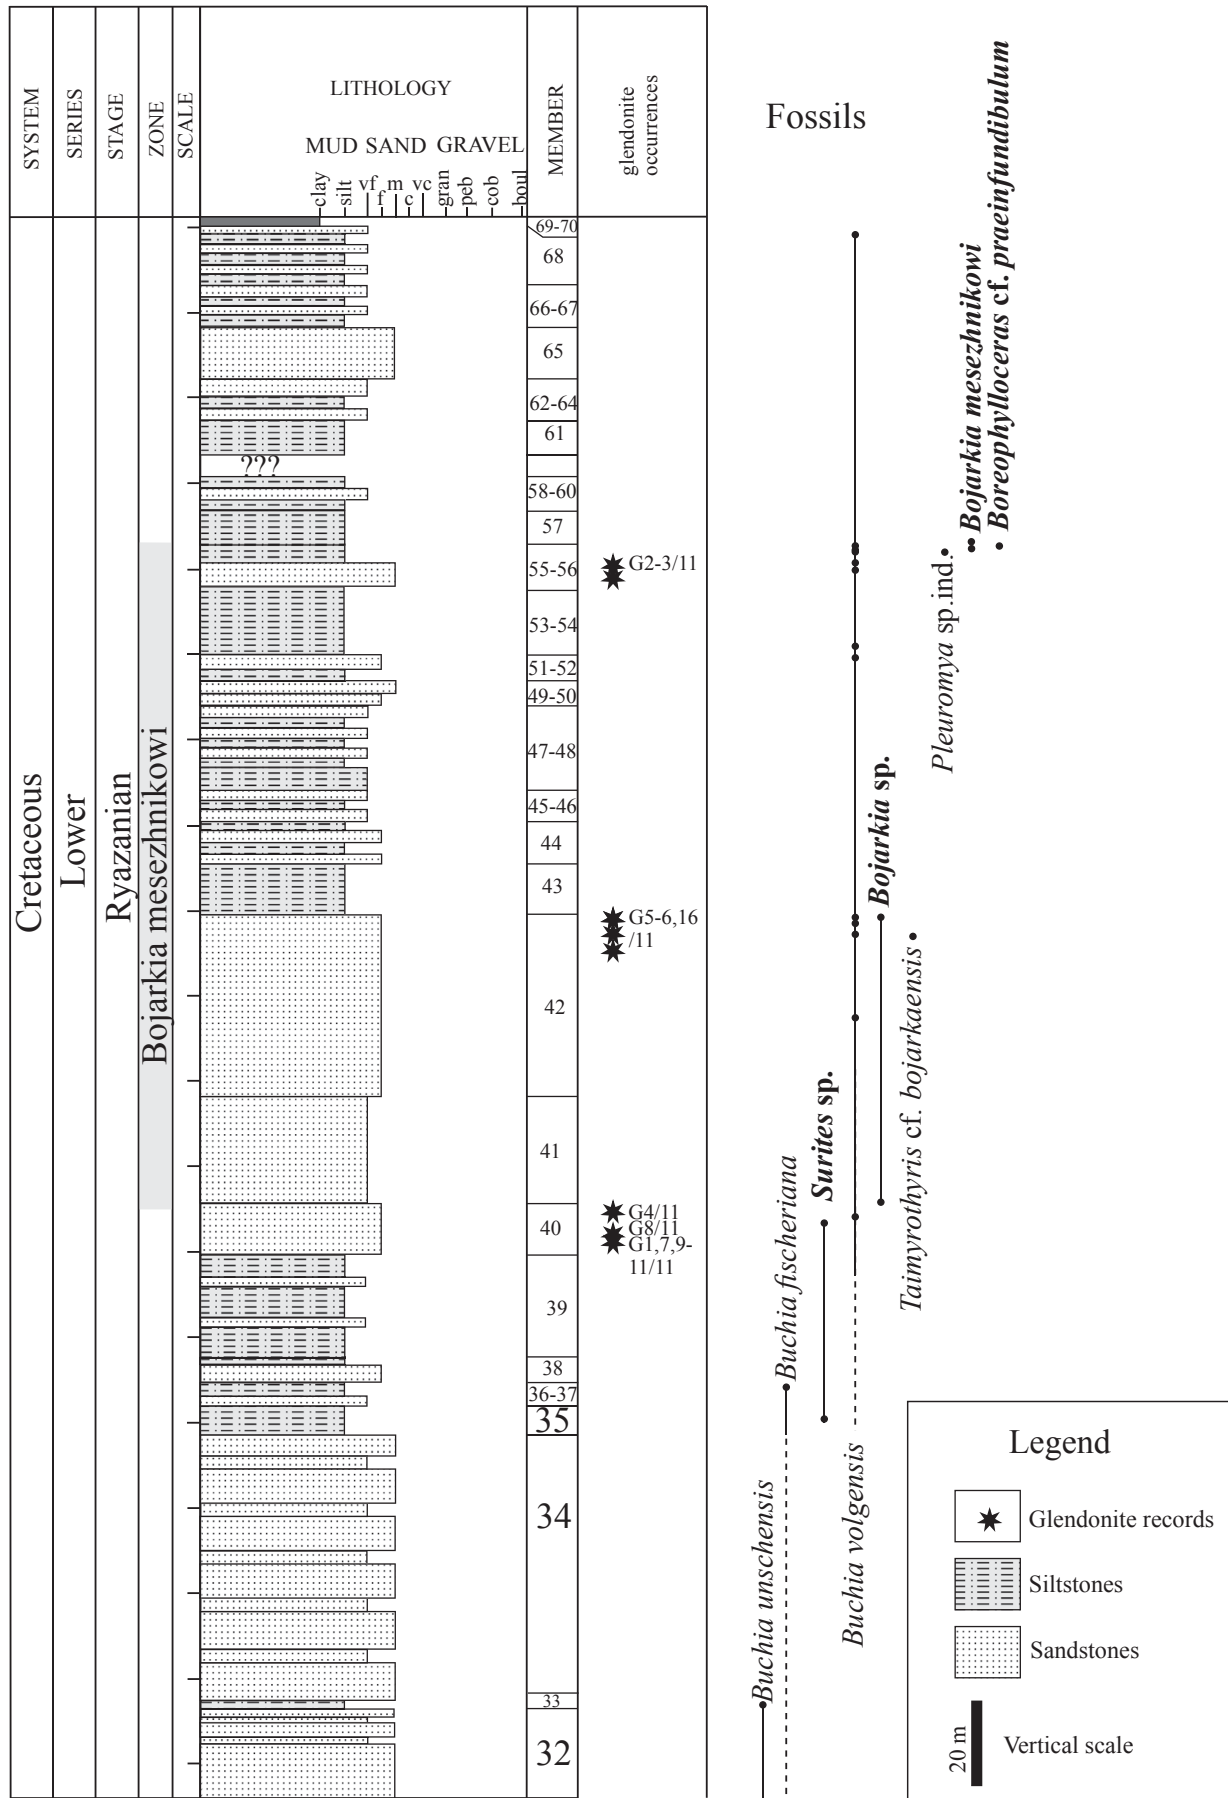 SYSTEM
SERIES
STAGE
ZONE
SCALE
LITHOLOGY
MUD SAND GRAVEL
clay
silt
vf
f
m
c
vc
gran
peb
cob
boul
MEMBER
glendonite
occurrences
Fossils
Cretaceous
Lower
Ryazanian
Bojarkia mesezhnikowi
69-70
68
66-67
65
62-64
61
???
58-60
57
55-56
53-54
51-52
49-50
47-48
45-46
44
43
42
41
40
39
38
36-37
35
34
33
32
G2-3/11
G5-6,16
/11
G4/11
G8/11
G1,7,9-
11/11
Buchia unschensis
Buchia fischeriana
Surites sp.
Buchia volgensis
Bojarkia sp.
Taimyrothyris cf. bojarkaensis
Pleuromya sp.ind.
Bojarkia mesezhnikowi
Boreophylloceras cf. praeinfundibulum
Legend
Glendonite records
Siltstones
Sandstones
20 m
Vertical scale